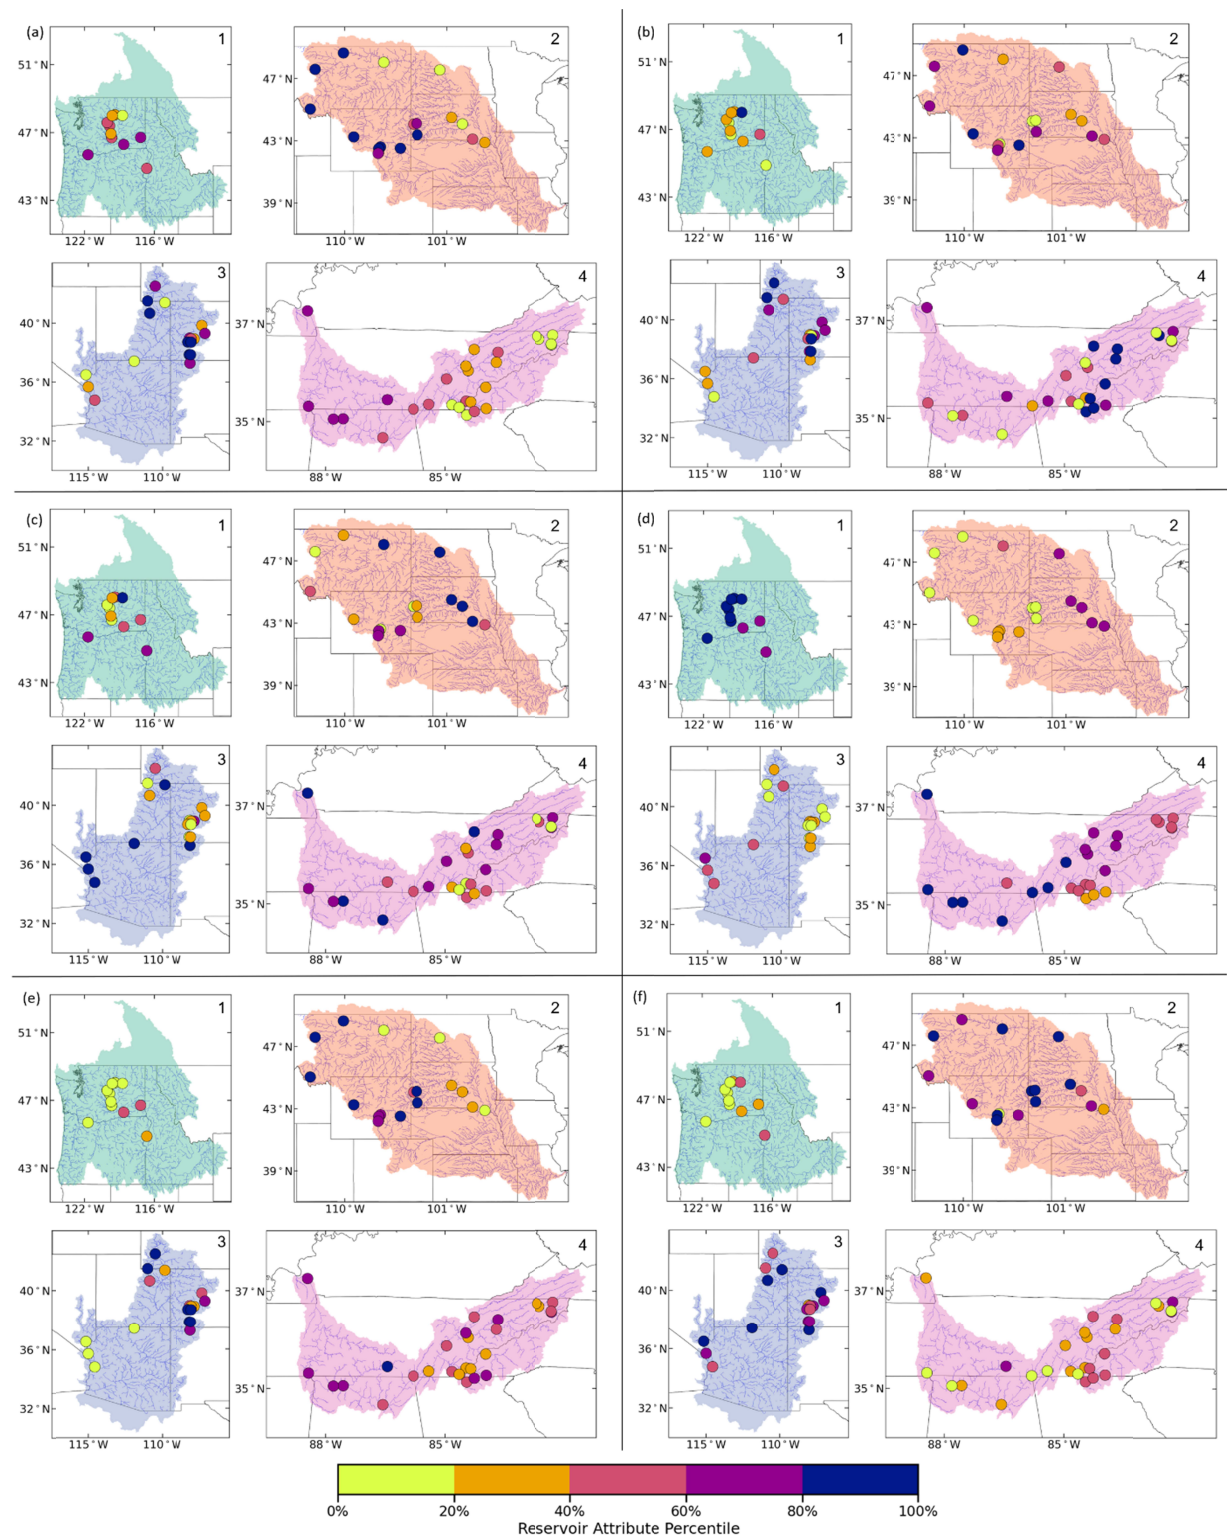 (a)
1
51° N
47° N
43° N
122° W 116° W
2
47° N
43° N
39° N
110° W 101° W
3
40° N
36° N
32° N
115° W 110° W
4
37° N
35° N
88° W 85° W
(b)
1
51° N
47° N
43° N
122° W 116° W
2
47° N
43° N
39° N
110° W 101° W
3
40° N
36° N
32° N
115° W 110° W
4
37° N
35° N
88° W 85° W
(c)
1
51° N
47° N
43° N
122° W 116° W
2
47° N
43° N
39° N
110° W 101° W
3
40° N
36° N
32° N
115° W 110° W
4
37° N
35° N
88° W 85° W
(d)
1
51° N
47° N
43° N
122° W 116° W
2
47° N
43° N
39° N
110° W 101° W
3
40° N
36° N
32° N
115° W 110° W
4
37° N
35° N
88° W 85° W
(e)
1
51° N
47° N
43° N
122° W 116° W
2
47° N
43° N
39° N
110° W 101° W
3
40° N
36° N
32° N
115° W 110° W
4
37° N
35° N
88° W 85° W
(f)
1
51° N
47° N
43° N
122° W 116° W
2
47° N
43° N
39° N
110° W 101° W
3
40° N
36° N
32° N
115° W 110° W
4
37° N
35° N
88° W 85° W
0% 20% 40% 60% 80% 100%
Reservoir Attribute Percentile